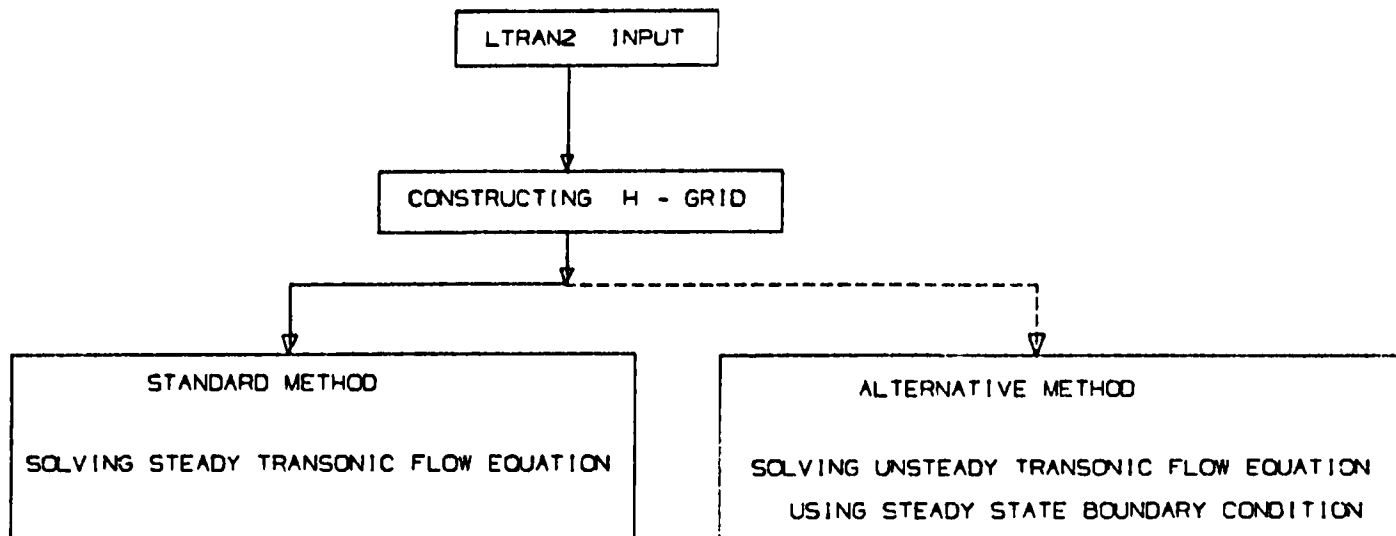 LTRAN2 INPUT
CONSTRUCTING H - GRID
STANDARD METHOD
SOLVING STEADY TRANSONIC FLOW EQUATION
ALTERNATIVE METHOD
SOLVING UNSTEADY TRANSONIC FLOW EQUATION
USING STEADY STATE BOUNDARY CONDITION